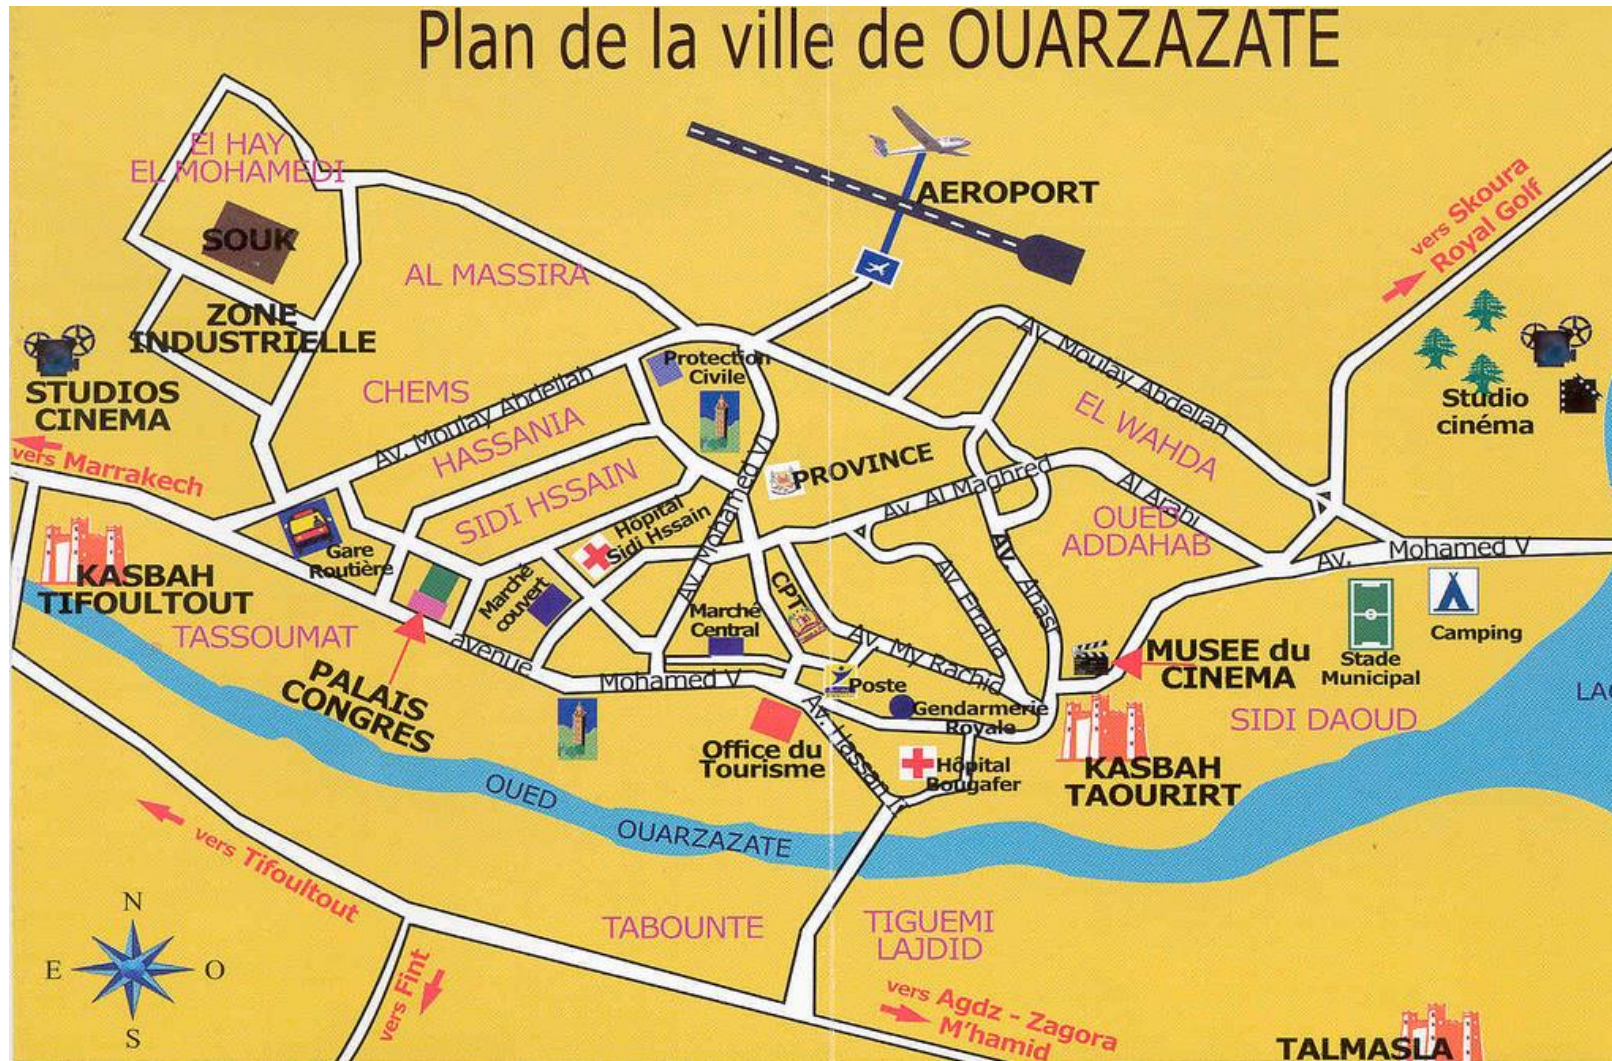 Plan de la ville de OUARZAZATE
El HAY
EL MOHAMEDI
SOUK
AL MASSIRA
AEROPORT
vers Skoura
Royal Golf
ZONE
INDUSTRIELLE
STUDIOS
CINEMA
vers Marrakech
CHEMS
Av. Moulay Abdellah
HASSANIA
SIDI HSSAIN
Protection
Civile
Av. Moulay Abdellah
EL WAHDA
Studio
cinéma
PROVINCE
Av. Mohamed VI
Av. Al Maghred
Al Arabi
OUED
ADDAHAB
Hôpital
Sidi Hssain
Gare
Routière
Marché
couvert
Marché
Central
CPT
Av. Frraha
Av. Anasi
Av. Mohamed V
KASBAH
TIFOULTOUT
TASSOUMAT
PALAIS
CONGRES
avenue
Mohamed V
Av. My Rachid
Poste
Gendarmerie
Royale
MUSEE du
CINEMA
Stade
Municipal
Camping
LAC
SIDI DAOUD
Office du
Tourisme
Av. Hassan II
Hôpital
Bougafer
KASBAH
TAOURIRT
OUED
OUARZAZATE
vers Tifoultout
TABOUNTE
TIGUEMI
LAJDID
N
E
O
S
vers Fint
vers Agdz - Zagora
M'hamid
TALMASLA